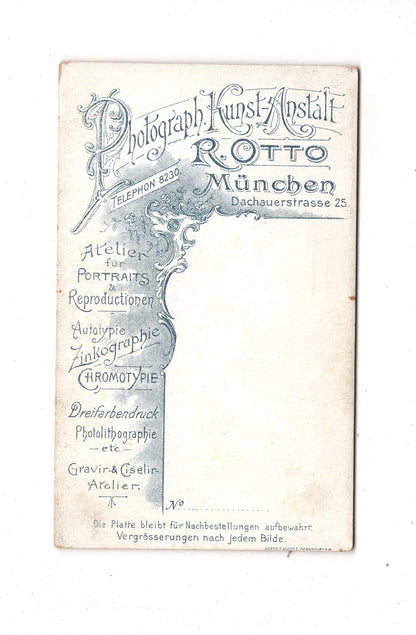 Photograph Kunst-Anstalt
R. OTTO
TELEPHON 8230.
München
Dachauerstrasse 25.
Atelier
für
PORTRAITS
&
Reproductionen
Autotypie
Zinkographie
CHROMOTYPIE
Dreifarbendruck
Photolithographie
— etc —
Gravir- & Ciselir-
Atelier.
No
Die Platte bleibt für Nachbestellungen aufbewahrt.
Vergrösserungen nach jedem Bilde.